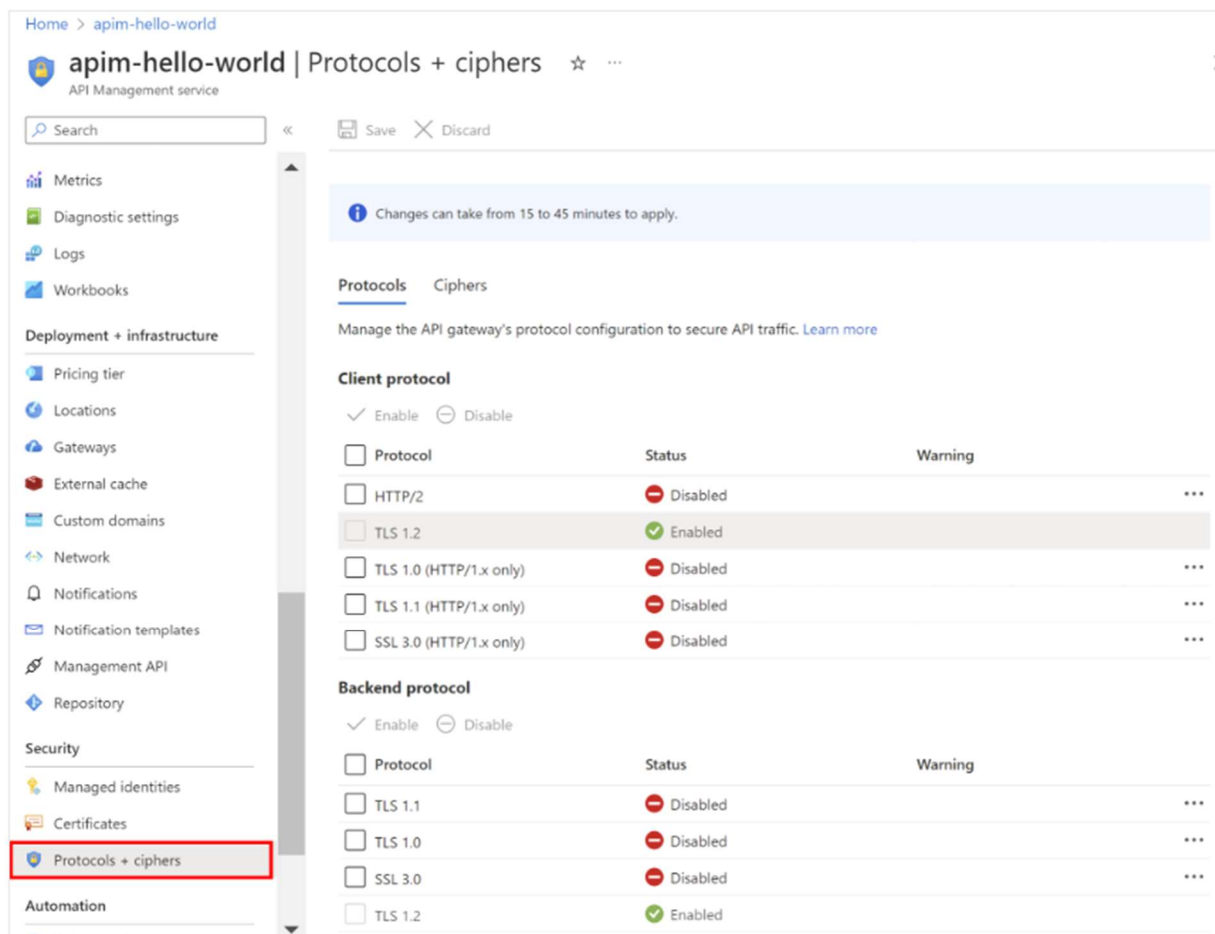 Home > apim-hello-world
apim-hello-world | Protocols + ciphers ☆ ...
API Management service
Search «
Metrics
Diagnostic settings
Logs
Workbooks
Deployment + infrastructure
Pricing tier
Locations
Gateways
External cache
Custom domains
Network
Notifications
Notification templates
Management API
Repository
Security
Managed identities
Certificates
Protocols + ciphers
Automation
Save Discard
Changes can take from 15 to 45 minutes to apply.
Protocols Ciphers
Manage the API gateway's protocol configuration to secure API traffic. Learn more
Client protocol
Enable Disable
Protocol Status Warning
HTTP/2 Disabled ...
TLS 1.2 Enabled
TLS 1.0 (HTTP/1.x only) Disabled ...
TLS 1.1 (HTTP/1.x only) Disabled ...
SSL 3.0 (HTTP/1.x only) Disabled ...
Backend protocol
Enable Disable
Protocol Status Warning
TLS 1.1 Disabled ...
TLS 1.0 Disabled ...
SSL 3.0 Disabled ...
TLS 1.2 Enabled